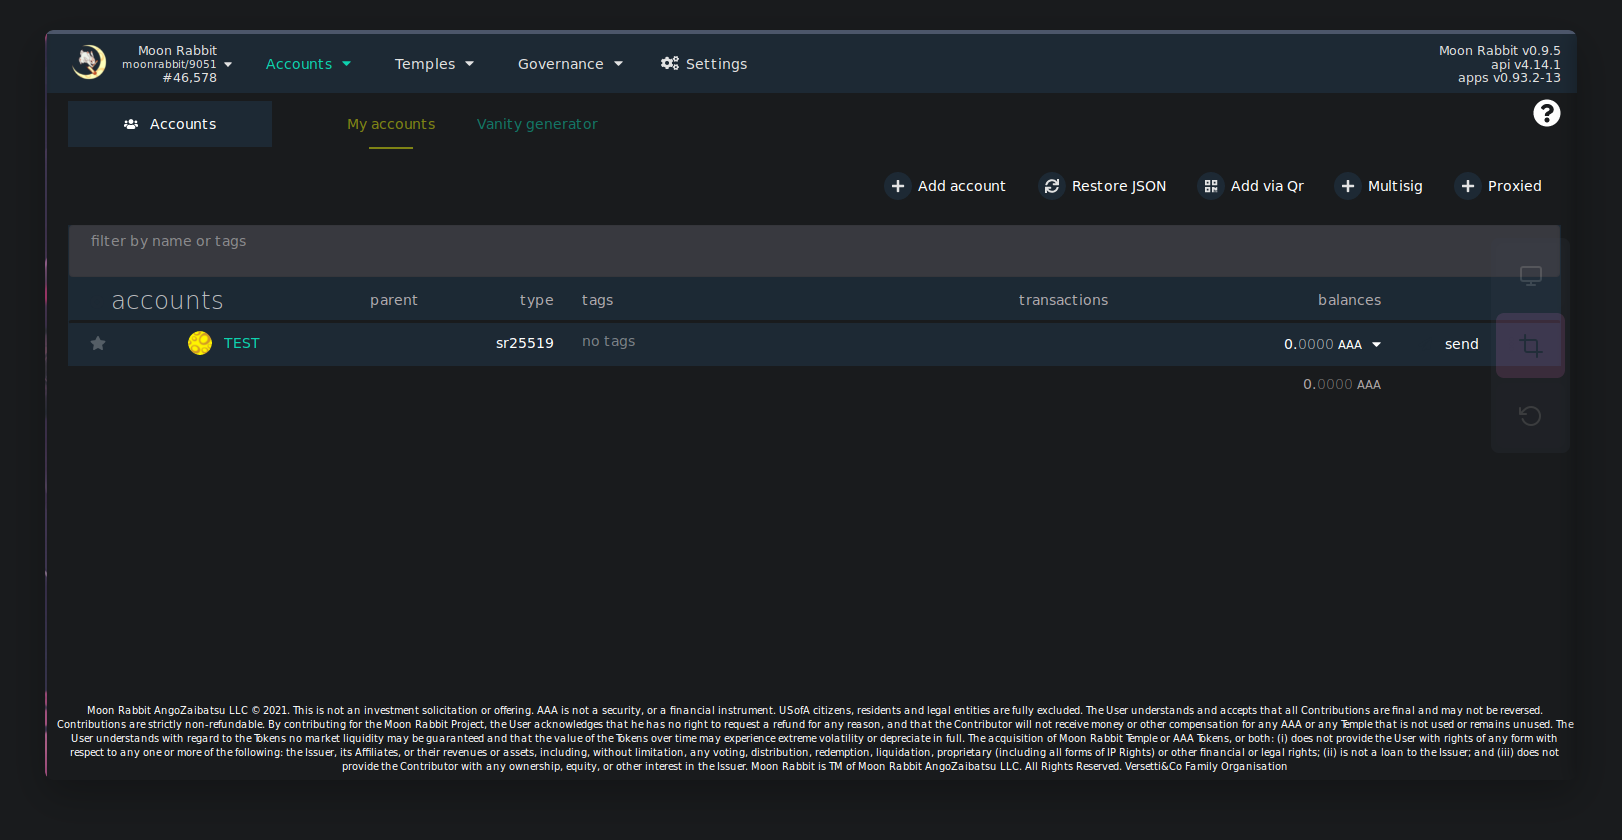 Moon Rabbit
moonrabbit/9051
#46,578
Accounts
Temples
Governance
Settings
Moon Rabbit v0.9.5
api v4.14.1
apps v0.93.2-13
Accounts
My accounts
Vanity generator
Add account
Restore JSON
Add via Qr
Multisig
Proxied
filter by name or tags
accounts parent type tags transactions balances
TEST sr25519 no tags 0.0000 AAA send
0.0000 AAA
Moon Rabbit AngoZaibatsu LLC © 2021. This is not an investment solicitation or offering. AAA is not a security, or a financial instrument. USofA citizens, residents and legal entities are fully excluded. The User understands and accepts that all Contributions are final and may not be reversed.
Contributions are strictly non-refundable. By contributing for the Moon Rabbit Project, the User acknowledges that he has no right to request a refund for any reason, and that the Contributor will not receive money or other compensation for any AAA or any Temple that is not used or remains unused. The
User understands with regard to the Tokens no market liquidity may be guaranteed and that the value of the Tokens over time may experience extreme volatility or depreciate in full. The acquisition of Moon Rabbit Temple or AAA Tokens, or both: (i) does not provide the User with rights of any form with
respect to any one or more of the following: the Issuer, its Affiliates, or their revenues or assets, including, without limitation, any voting, distribution, redemption, liquidation, proprietary (including all forms of IP Rights) or other financial or legal rights; (ii) is not a loan to the Issuer; and (iii) does not
provide the Contributor with any ownership, equity, or other interest in the Issuer. Moon Rabbit is TM of Moon Rabbit AngoZaibatsu LLC. All Rights Reserved. Versetti&Co Family Organisation